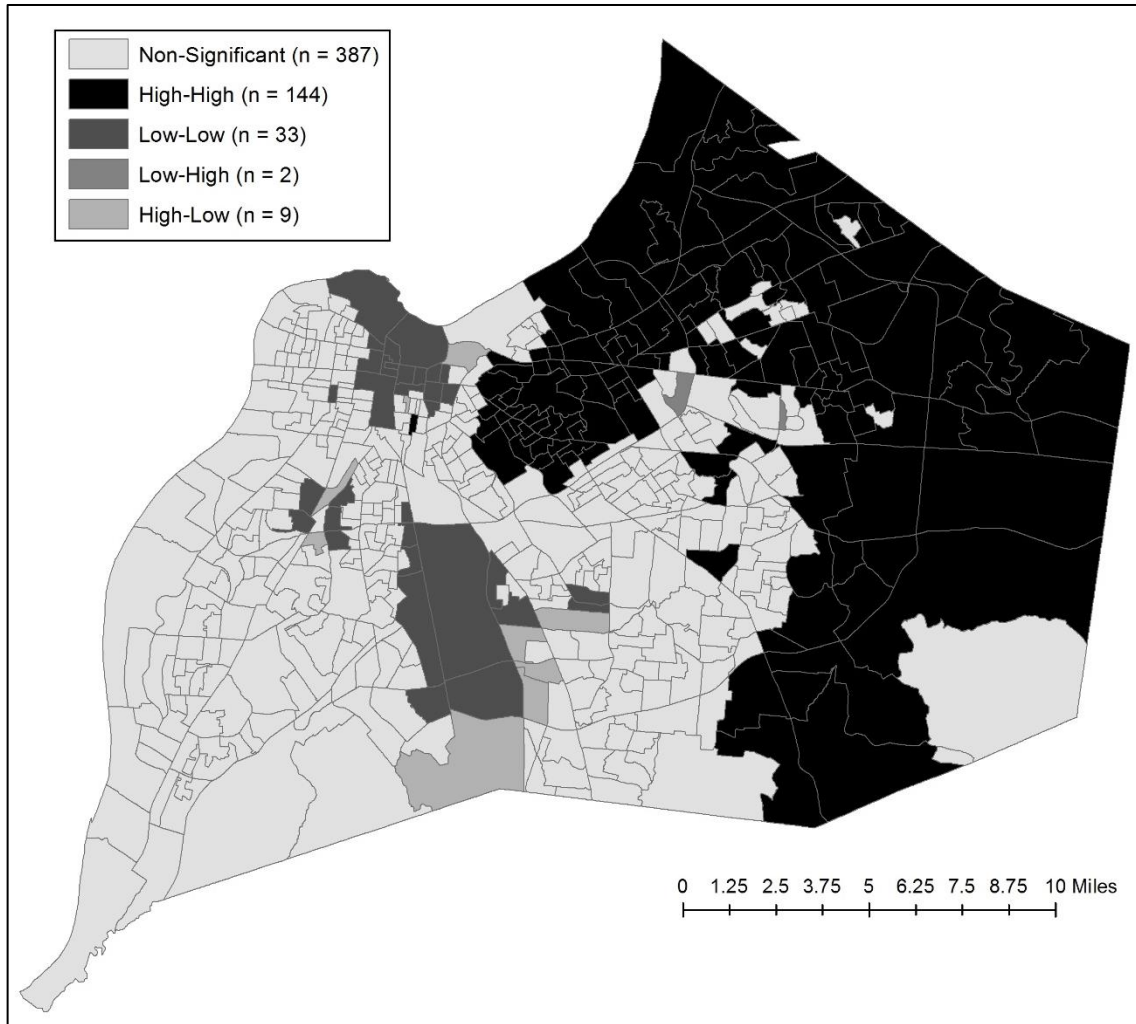 Non-Significant (n = 387)
High-High (n = 144)
Low-Low (n = 33)
Low-High (n = 2)
High-Low (n = 9)
0 1.25 2.5 3.75 5 6.25 7.5 8.75 10 Miles